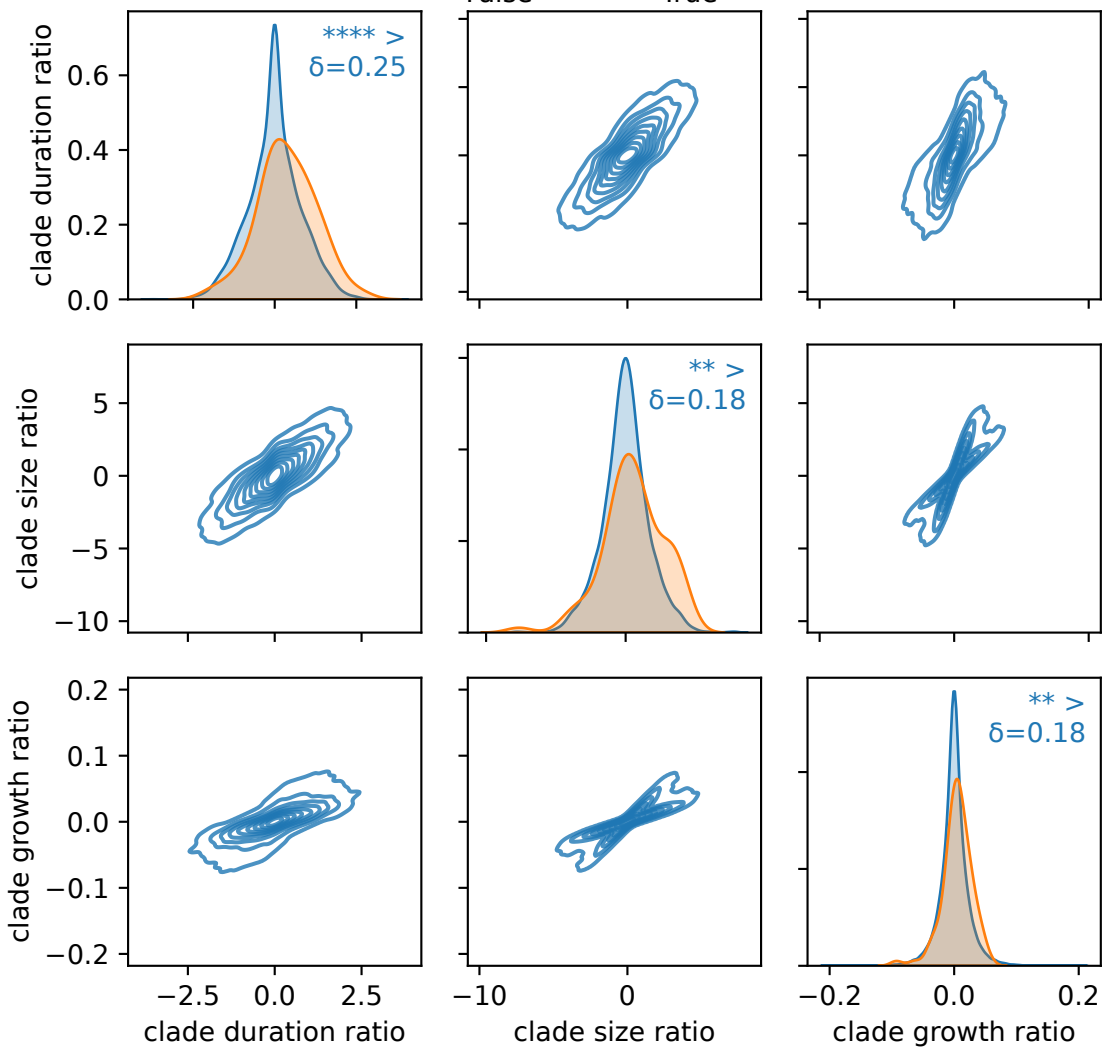 False True
clade duration ratio
0.6
0.4
0.2
0.0
**** >
δ=0.25
clade size ratio
5
0
−5
−10
** >
δ=0.18
clade growth ratio
0.2
0.1
0.0
−0.1
−0.2
** >
δ=0.18
−2.5 0.0 2.5
−10 0
−0.2 0.0 0.2
clade duration ratio
clade size ratio
clade growth ratio